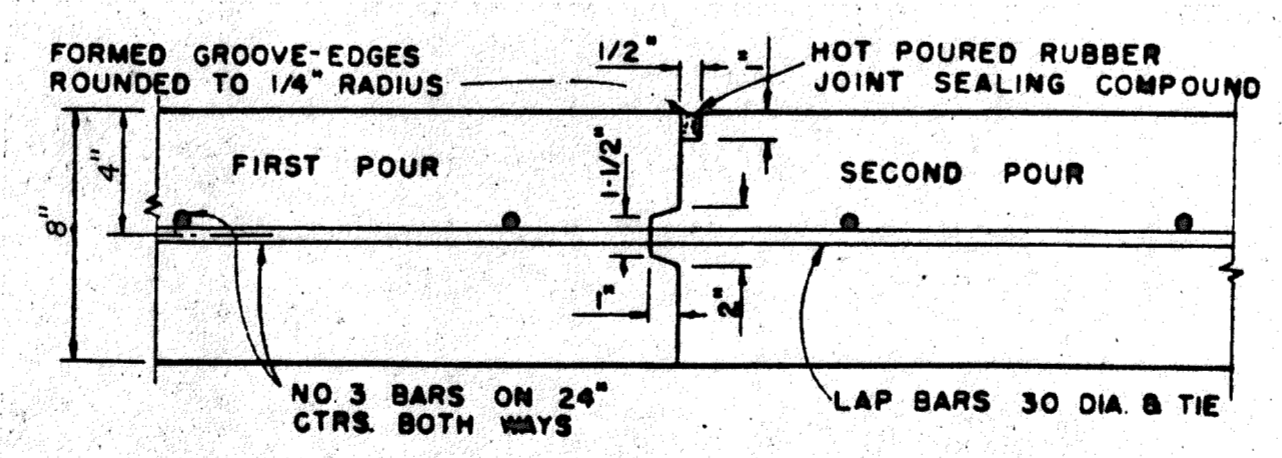 FORMED GROOVE-EDGES
ROUNDED TO 1/4" RADIUS
1/2"
HOT POURED RUBBER
JOINT SEALING COMPOUND
4"
8"
FIRST POUR
1-1/2"
SECOND POUR
1"
2"
NO. 3 BARS ON 24"
CTRS. BOTH WAYS
LAP BARS 30 DIA. & TIE